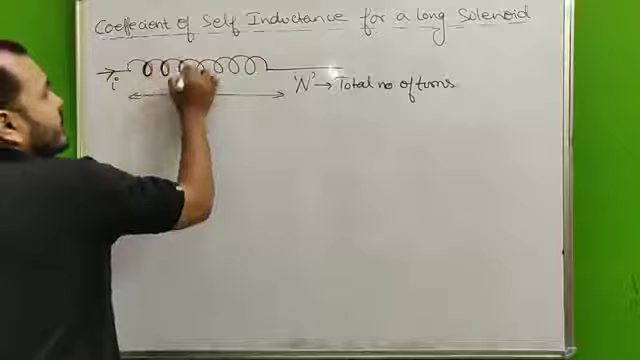 Coefficient of Self Inductance for a long Solenoid
i
'N' → Total no of turns